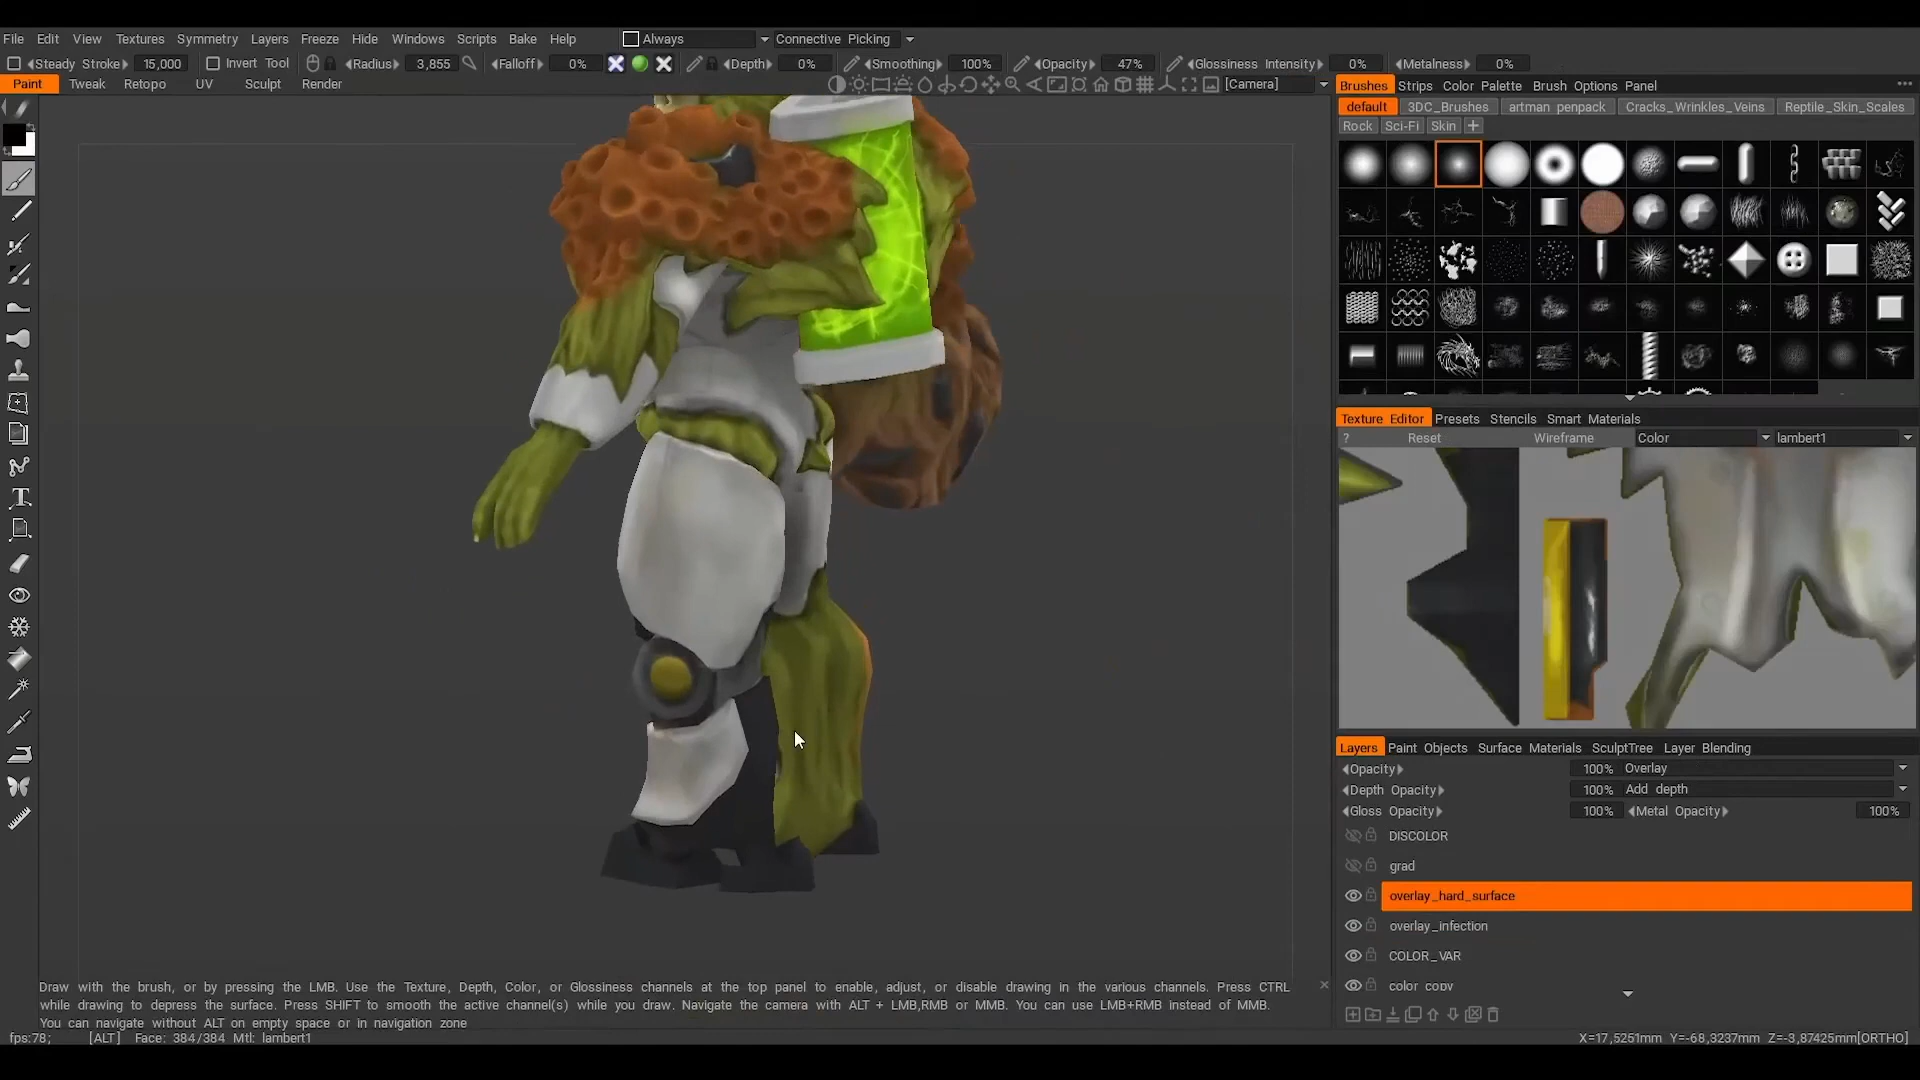 File Edit View Textures Symmetry Layers Freeze Hide Windows Scripts Bake Help Always Connective Picking
Steady Stroke 15,000 Invert Tool Radius 3,855 Falloff 0% Depth 0% Smoothing 100% Opacity 47% Glossiness Intensity 0% Metalness 0%
Paint Tweak Retopo UV Sculpt Render [Camera]
Brushes Strips Color Palette Brush Options Panel
default 3DC_Brushes artman penpack Cracks_Wrinkles_Veins Reptile_Skin_Scales
Rock Sci-Fi Skin +
Texture Editor Presets Stencils Smart Materials
? Reset Wireframe Color lambert1
Layers Paint Objects Surface Materials SculptTree Layer Blending
Opacity 100% Overlay
Depth Opacity 100% Add depth
Gloss Opacity 100% Metal Opacity 100%
DISCOLOR
grad
overlay_hard_surface
overlay_infection
COLOR_VAR
color copy
Draw with the brush, or by pressing the LMB. Use the Texture, Depth, Color, or Glossiness channels at the top panel to enable, adjust, or disable drawing in the various channels. Press CTRL
while drawing to depress the surface. Press SHIFT to smooth the active channel(s) while you draw. Navigate the camera with ALT + LMB,RMB or MMB. You can use LMB+RMB instead of MMB.
You can navigate without ALT on empty space or in navigation zone
fps:78; [ALT] Face: 384/384 Mtl: lambert1 X=17,5251mm Y=-68,3237mm Z=-3,87425mm[ORTHO]